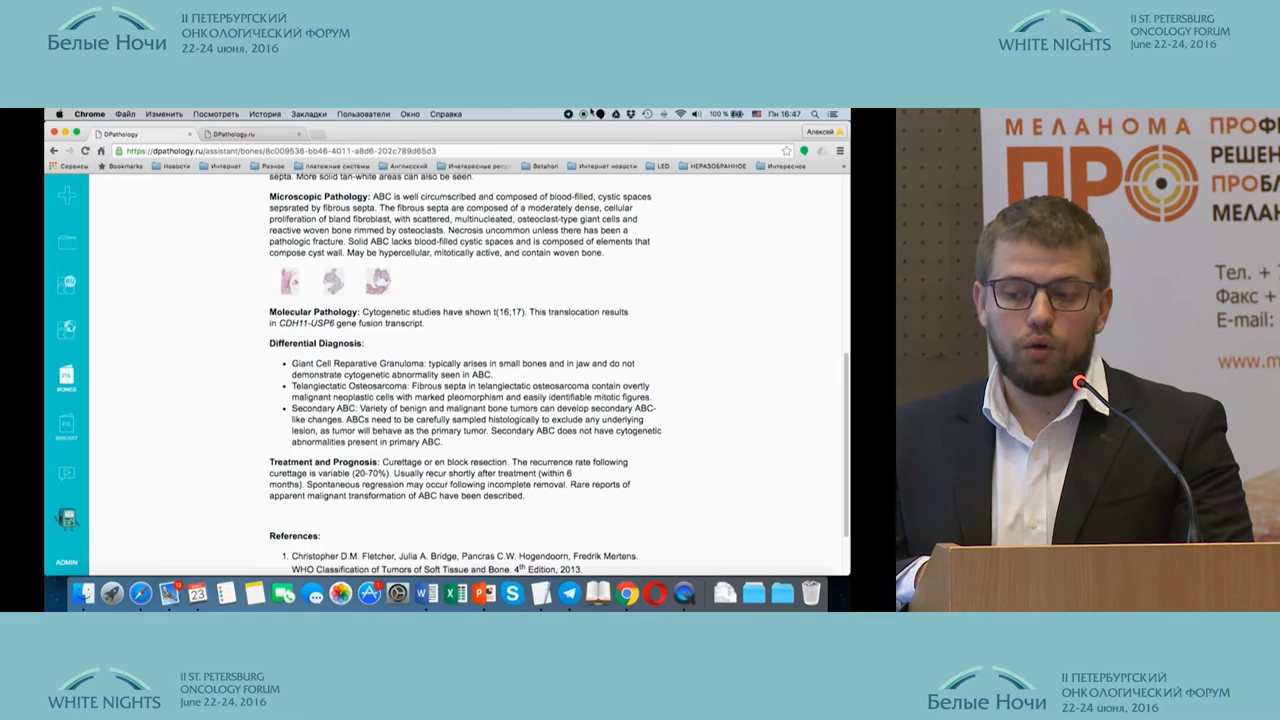 II ПЕТЕРБУРГСКИЙ
ОНКОЛОГИЧЕСКИЙ ФОРУМ
Белые Ночи
22-24 июня, 2016
II ST. PETERSBURG
ONCOLOGY FORUM
WHITE NIGHTS
June 22-24, 2016
Chrome Файл Изменить Посмотреть История Закладки Пользователи Окно Справка
100 % Пн 16:47
DPathology
DPathology.ru
Алексей
https://dpathology.ru/assistant/bones/8c009536-bb46-4011-a8d6-202c789d65d3
Сервисы Bookmarks Новости Интернет Разное платежные системы Английский Инетересные ресу Betahon Интернет новости LED НЕРАЗОБРАННОЕ Интересное
septa. More solid tan-white areas can also be seen.
Microscopic Pathology: ABC is well circumscribed and composed of blood-filled, cystic spaces
sepsrated by fibrous septa. The fibrous septa are composed of a moderately dense, cellular
proliferation of bland fibroblast, with scattered, multinucleated, osteoclast-type giant cells and
reactive woven bone rimmed by osteoclasts. Necrosis uncommon unless there has been a
pathologic fracture. Solid ABC lacks blood-filled cystic spaces and is composed of elements that
compose cyst wall. May be hypercellular, mitotically active, and contain woven bone.
Molecular Pathology: Cytogenetic studies have shown t(16;17). This translocation results
in CDH11-USP6 gene fusion transcript.
Differential Diagnosis:
Giant Cell Reparative Granuloma: typically arises in small bones and in jaw and do not
demonstrate cytogenetic abnormality seen in ABC.
Telangiectatic Osteosarcoma: Fibrous septa in telangiectatic osteosarcoma contain overtly
malignant neoplastic cells with marked pleomorphism and easily identifiable mitotic figures.
Secondary ABC: Variety of benign and malignant bone tumors can develop secondary ABC-
like changes. ABCs need to be carefully sampled histologically to exclude any underlying
lesion, as tumor will behave as the primary tumor. Secondary ABC does not have cytogenetic
abnormalities present in primary ABC.
Treatment and Prognosis: Curettage or en block resection. The recurrence rate following
curettage is variable (20-70%). Usually recur shortly after treatment (within 6
months). Spontaneous regression may occur following incomplete removal. Rare reports of
apparent malignant transformation of ABC have been described.
References:
1. Christopher D.M. Fletcher, Julia A. Bridge, Pancras C.W. Hogendoorn, Fredrik Mertens.
WHO Classification of Tumors of Soft Tissue and Bone. 4th Edition, 2013.
RU
PA
BONES
PA
BREAST
ADMIN
23
МЕЛАНОМА
ПРО
Тел. +
Факс +
E-mail:
www.m
II ST. PETERSBURG
ONCOLOGY FORUM
WHITE NIGHTS
June 22-24, 2016
II ПЕТЕРБУРГСКИЙ
ОНКОЛОГИЧЕСКИЙ ФОРУМ
Белые Ночи
22-24 июня, 2016